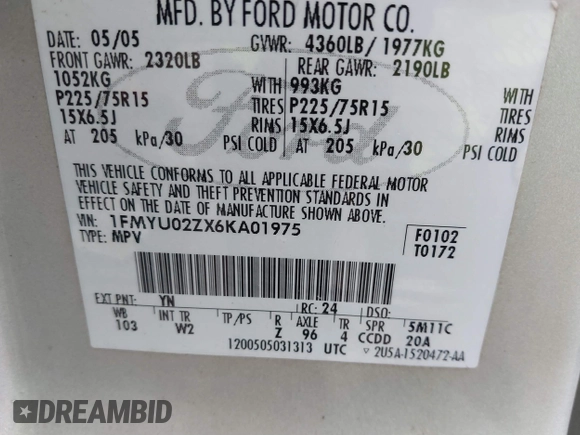 MFD. BY FORD MOTOR CO.
DATE: 05/05 GVWR: 4360LB/ 1977KG
FRONT GAWR: 2320LB REAR GAWR: 2190LB
1052KG WITH 993KG WITH
P225/75R15 TIRES P225/75R15 TIRES
15X6.5J RIMS 15X6.5J RIMS
AT 205 kPa/30 PSI COLD AT 205 kPa/30 PSI COLD
Ford
THIS VEHICLE CONFORMS TO ALL APPLICABLE FEDERAL MOTOR
VEHICLE SAFETY AND THEFT PREVENTION STANDARDS IN
EFFECT ON THE DATE OF MANUFACTURE SHOWN ABOVE.
VIN: 1FMYU02ZX6KA01975 F0102
TYPE: MPV T0172
EXT PNT: YN RC: 24 DSO:
WB INT TR TP/PS R AXLE TR SPR 5M11C
103 W2 Z 96 4 CCDD 20A
1200505031313 UTC ▽ 2U5A-1520472-AA
DREAMBID